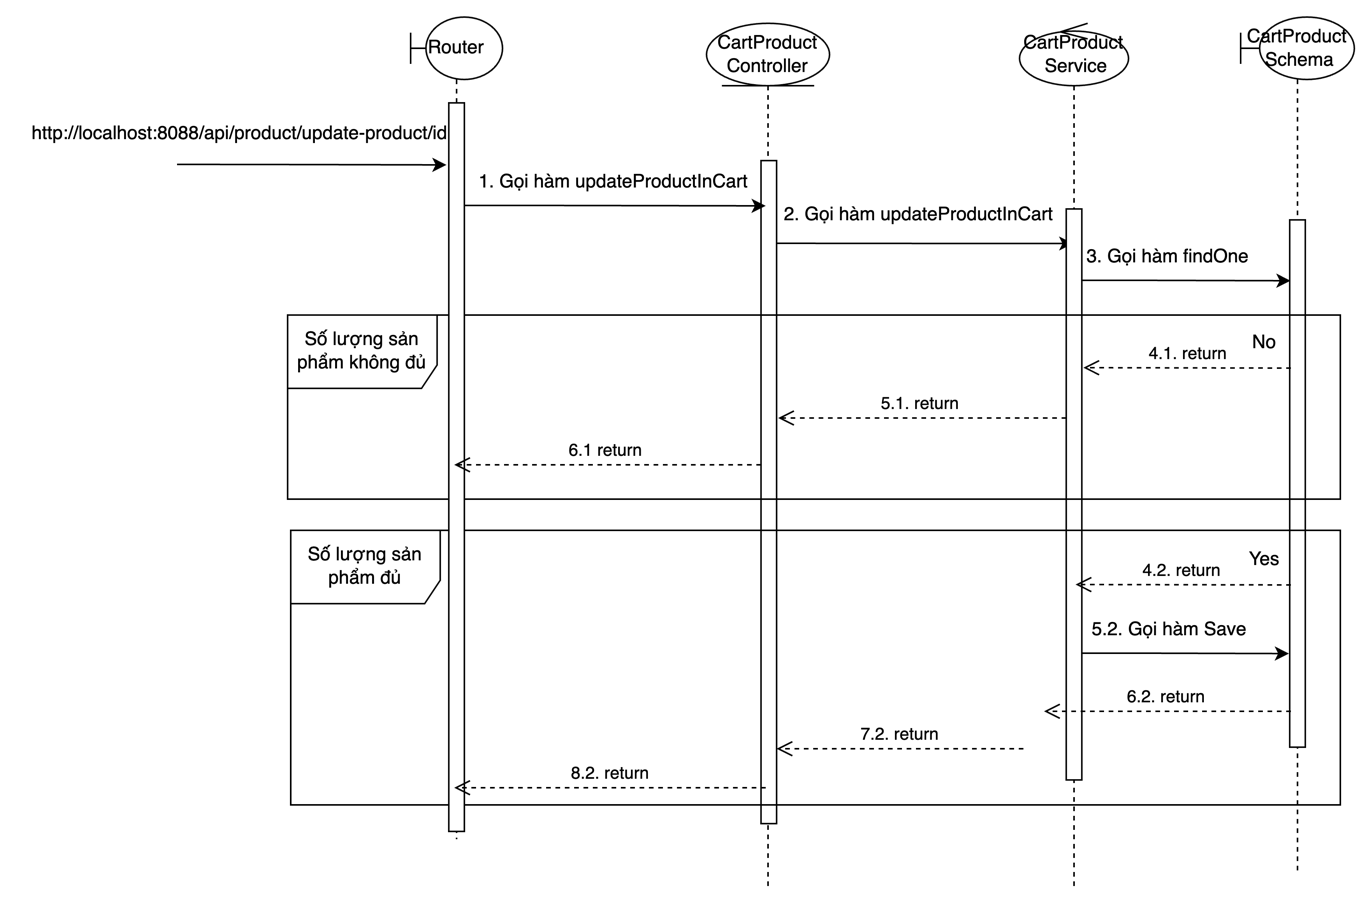 Router
CartProduct
Controller
CartProduct
Service
CartProduct
Schema
http://localhost:8088/api/product/update-product/id
1. Gọi hàm updateProductInCart
2. Gọi hàm updateProductInCart
3. Gọi hàm findOne
Số lượng sản
phẩm không đủ
No
4.1. return
5.1. return
6.1 return
Số lượng sản
phẩm đủ
Yes
4.2. return
5.2. Gọi hàm Save
6.2. return
7.2. return
8.2. return